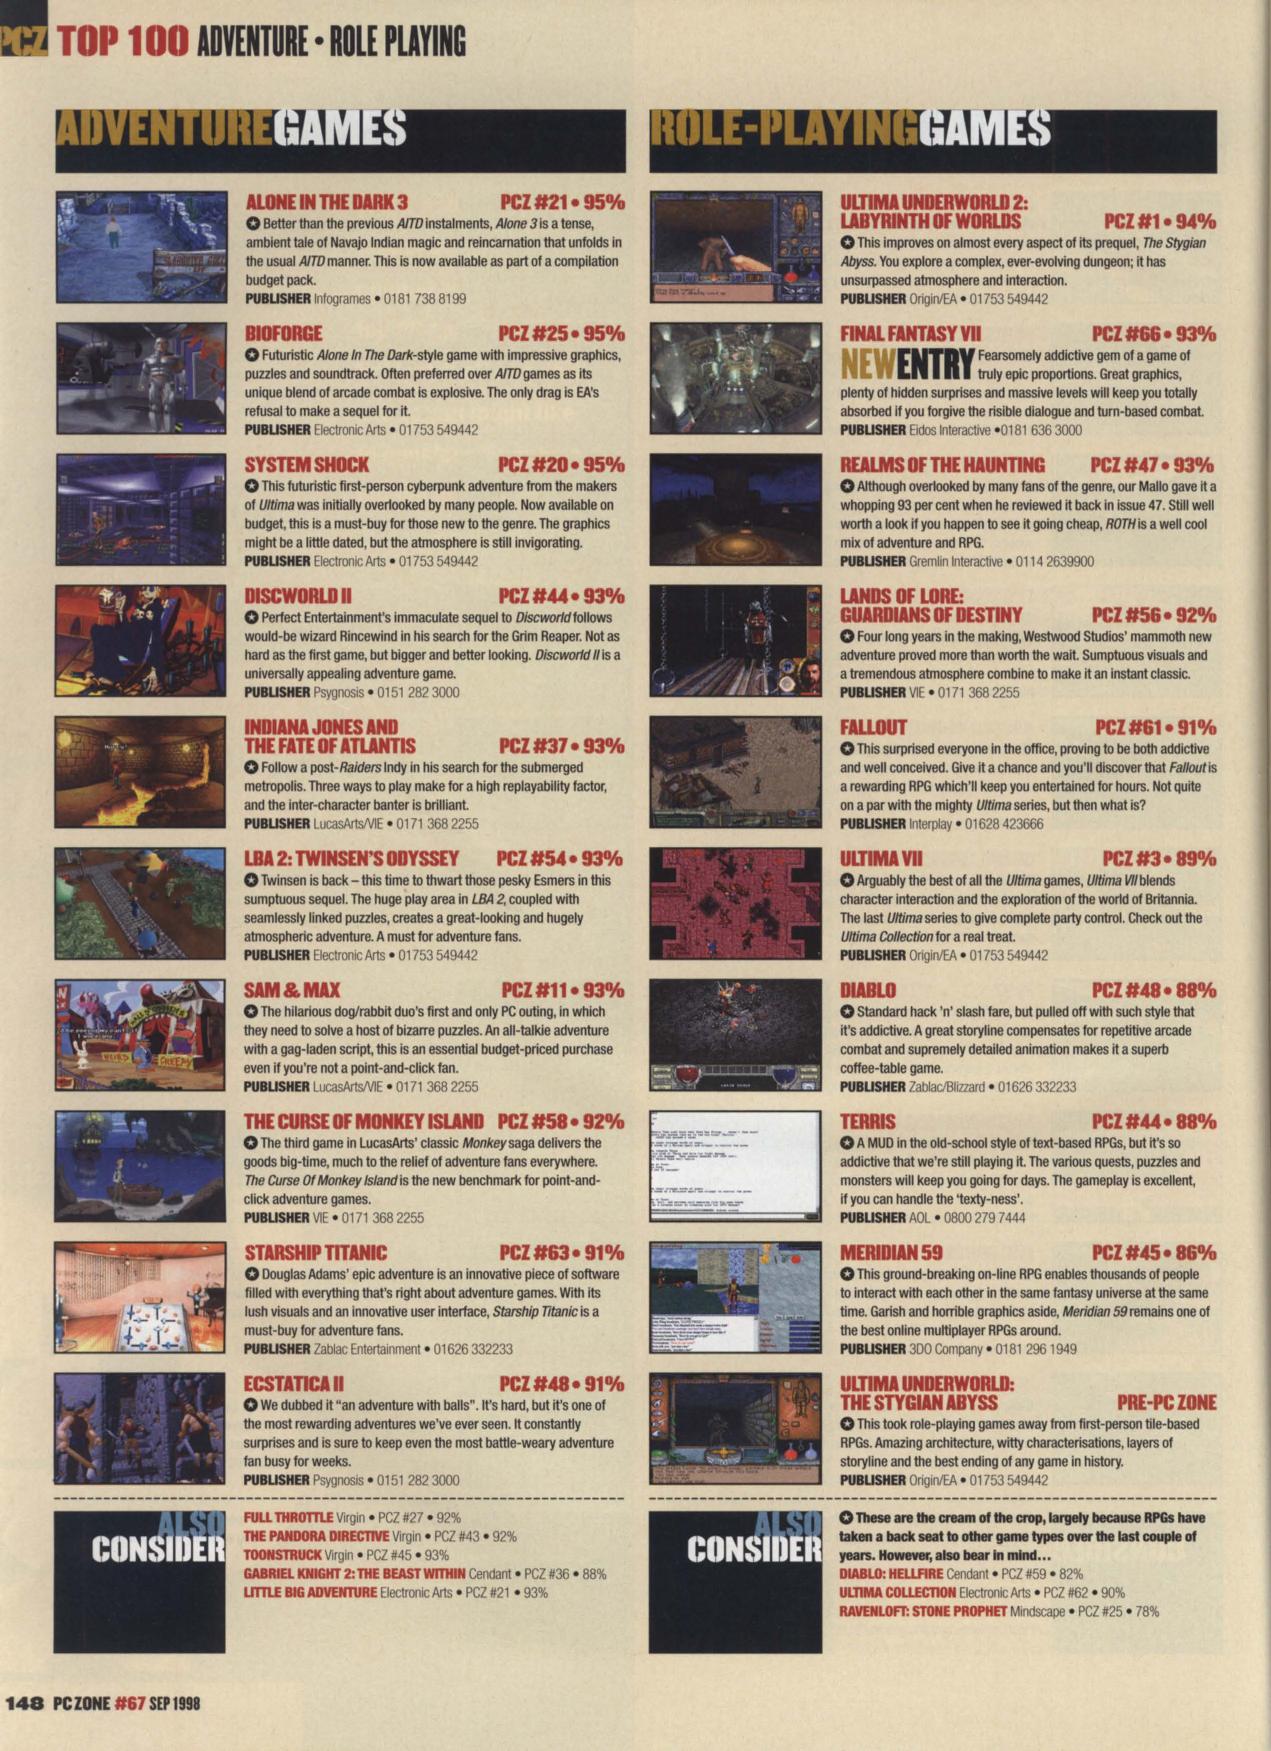 PCZ TOP 100 ADVENTURE • ROLE PLAYING
ADVENTUREGAMES
ALONE IN THE DARK 3 PCZ #21 • 95%
✪ Better than the previous AITD instalments, Alone 3 is a tense,
ambient tale of Navajo Indian magic and reincarnation that unfolds in
the usual AITD manner. This is now available as part of a compilation
budget pack.
PUBLISHER Infogrames • 0181 738 8199
BIOFORGE PCZ #25 • 95%
✪ Futuristic Alone In The Dark-style game with impressive graphics,
puzzles and soundtrack. Often preferred over AITD games as its
unique blend of arcade combat is explosive. The only drag is EA's
refusal to make a sequel for it.
PUBLISHER Electronic Arts • 01753 549442
SYSTEM SHOCK PCZ #20 • 95%
✪ This futuristic first-person cyberpunk adventure from the makers
of Ultima was initially overlooked by many people. Now available on
budget, this is a must-buy for those new to the genre. The graphics
might be a little dated, but the atmosphere is still invigorating.
PUBLISHER Electronic Arts • 01753 549442
DISCWORLD II PCZ #44 • 93%
✪ Perfect Entertainment's immaculate sequel to Discworld follows
would-be wizard Rincewind in his search for the Grim Reaper. Not as
hard as the first game, but bigger and better looking. Discworld II is a
universally appealing adventure game.
PUBLISHER Psygnosis • 0151 282 3000
INDIANA JONES AND
THE FATE OF ATLANTIS PCZ #37 • 93%
✪ Follow a post-Raiders Indy in his search for the submerged
metropolis. Three ways to play make for a high replayability factor,
and the inter-character banter is brilliant.
PUBLISHER LucasArts/VIE • 0171 368 2255
LBA 2: TWINSEN'S ODYSSEY PCZ #54 • 93%
✪ Twinsen is back – this time to thwart those pesky Esmers in this
sumptuous sequel. The huge play area in LBA 2, coupled with
seamlessly linked puzzles, creates a great-looking and hugely
atmospheric adventure. A must for adventure fans.
PUBLISHER Electronic Arts • 01753 549442
SAM & MAX PCZ #11 • 93%
✪ The hilarious dog/rabbit duo's first and only PC outing, in which
they need to solve a host of bizarre puzzles. An all-talkie adventure
with a gag-laden script, this is an essential budget-priced purchase
even if you're not a point-and-click fan.
PUBLISHER LucasArts/VIE • 0171 368 2255
THE CURSE OF MONKEY ISLAND PCZ #58 • 92%
✪ The third game in LucasArts' classic Monkey saga delivers the
goods big-time, much to the relief of adventure fans everywhere.
The Curse Of Monkey Island is the new benchmark for point-and-
click adventure games.
PUBLISHER VIE • 0171 368 2255
STARSHIP TITANIC PCZ #63 • 91%
✪ Douglas Adams' epic adventure is an innovative piece of software
filled with everything that's right about adventure games. With its
lush visuals and an innovative user interface, Starship Titanic is a
must-buy for adventure fans.
PUBLISHER Zablac Entertainment • 01626 332233
ECSTATICA II PCZ #48 • 91%
✪ We dubbed it "an adventure with balls". It's hard, but it's one of
the most rewarding adventures we've ever seen. It constantly
surprises and is sure to keep even the most battle-weary adventure
fan busy for weeks.
PUBLISHER Psygnosis • 0151 282 3000
ALSO
CONSIDER
FULL THROTTLE Virgin • PCZ #27 • 92%
THE PANDORA DIRECTIVE Virgin • PCZ #43 • 92%
TOONSTRUCK Virgin • PCZ #45 • 93%
GABRIEL KNIGHT 2: THE BEAST WITHIN Cendant • PCZ #36 • 88%
LITTLE BIG ADVENTURE Electronic Arts • PCZ #21 • 93%
ROLE-PLAYINGGAMES
ULTIMA UNDERWORLD 2:
LABYRINTH OF WORLDS PCZ #1 • 94%
✪ This improves on almost every aspect of its prequel, The Stygian
Abyss. You explore a complex, ever-evolving dungeon; it has
unsurpassed atmosphere and interaction.
PUBLISHER Origin/EA • 01753 549442
FINAL FANTASY VII PCZ #66 • 93%
NEWENTRY Fearsomely addictive gem of a game of
truly epic proportions. Great graphics,
plenty of hidden surprises and massive levels will keep you totally
absorbed if you forgive the risible dialogue and turn-based combat.
PUBLISHER Eidos Interactive •0181 636 3000
REALMS OF THE HAUNTING PCZ #47 • 93%
✪ Although overlooked by many fans of the genre, our Mallo gave it a
whopping 93 per cent when he reviewed it back in issue 47. Still well
worth a look if you happen to see it going cheap, ROTH is a well cool
mix of adventure and RPG.
PUBLISHER Gremlin Interactive • 0114 2639900
LANDS OF LORE:
GUARDIANS OF DESTINY PCZ #56 • 92%
✪ Four long years in the making, Westwood Studios' mammoth new
adventure proved more than worth the wait. Sumptuous visuals and
a tremendous atmosphere combine to make it an instant classic.
PUBLISHER VIE • 0171 368 2255
FALLOUT PCZ #61 • 91%
✪ This surprised everyone in the office, proving to be both addictive
and well conceived. Give it a chance and you'll discover that Fallout is
a rewarding RPG which'll keep you entertained for hours. Not quite
on a par with the mighty Ultima series, but then what is?
PUBLISHER Interplay • 01628 423666
ULTIMA VII PCZ #3 • 89%
✪ Arguably the best of all the Ultima games, Ultima VII blends
character interaction and the exploration of the world of Britannia.
The last Ultima series to give complete party control. Check out the
Ultima Collection for a real treat.
PUBLISHER Origin/EA • 01753 549442
DIABLO PCZ #48 • 88%
✪ Standard hack 'n' slash fare, but pulled off with such style that
it's addictive. A great storyline compensates for repetitive arcade
combat and supremely detailed animation makes it a superb
coffee-table game.
PUBLISHER Zablac/Blizzard • 01626 332233
TERRIS PCZ #44 • 88%
✪ A MUD in the old-school style of text-based RPGs, but it's so
addictive that we're still playing it. The various quests, puzzles and
monsters will keep you going for days. The gameplay is excellent,
if you can handle the 'texty-ness'.
PUBLISHER AOL • 0800 279 7444
MERIDIAN 59 PCZ #45 • 86%
✪ This ground-breaking on-line RPG enables thousands of people
to interact with each other in the same fantasy universe at the same
time. Garish and horrible graphics aside, Meridian 59 remains one of
the best online multiplayer RPGs around.
PUBLISHER 3DO Company • 0181 296 1949
ULTIMA UNDERWORLD:
THE STYGIAN ABYSS PRE-PC ZONE
✪ This took role-playing games away from first-person tile-based
RPGs. Amazing architecture, witty characterisations, layers of
storyline and the best ending of any game in history.
PUBLISHER Origin/EA • 01753 549442
ALSO
CONSIDER
✪ These are the cream of the crop, largely because RPGs have
taken a back seat to other game types over the last couple of
years. However, also bear in mind...
DIABLO: HELLFIRE Cendant • PCZ #59 • 82%
ULTIMA COLLECTION Electronic Arts • PCZ #62 • 90%
RAVENLOFT: STONE PROPHET Mindscape • PCZ #25 • 78%
148 PC ZONE #67 SEP 1998